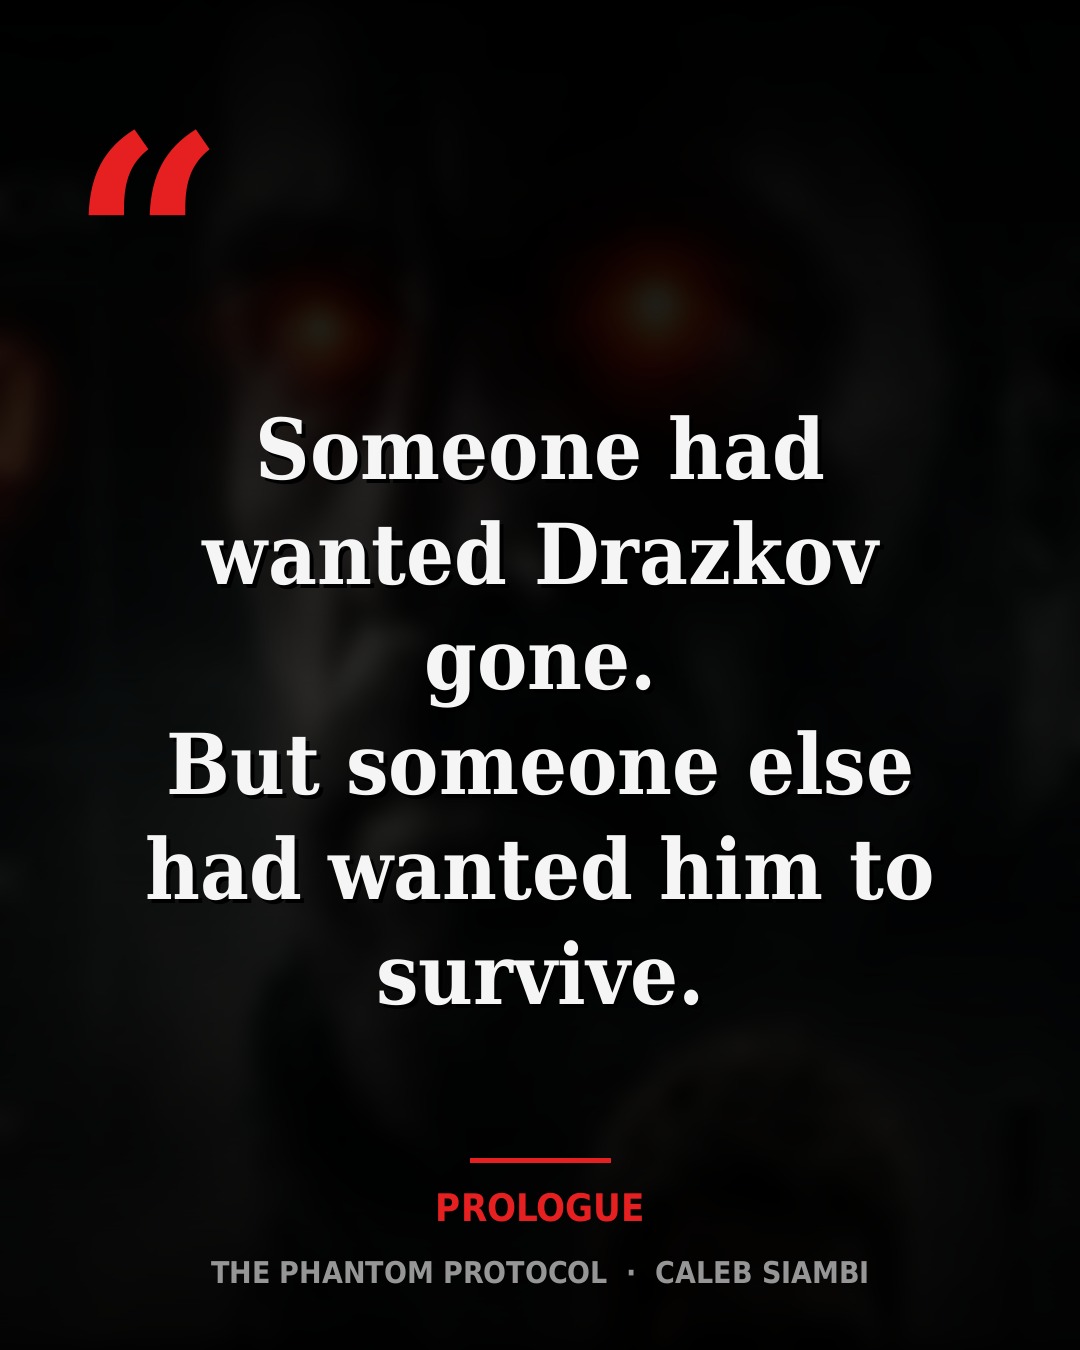 “
Someone had
wanted Drazkov
gone.
But someone else
had wanted him to
survive.
PROLOGUE
THE PHANTOM PROTOCOL · CALEB SIAMBI